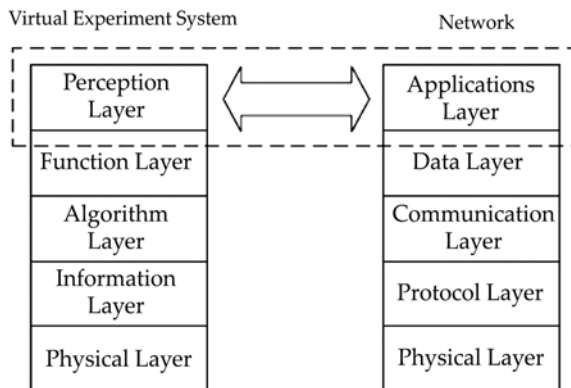 Virtual Experiment System
Network
Perception
Layer
Applications
Layer
Function Layer
Data Layer
Algorithm
Layer
Communication
Layer
Information
Layer
Protocol Layer
Physical Layer
Physical Layer